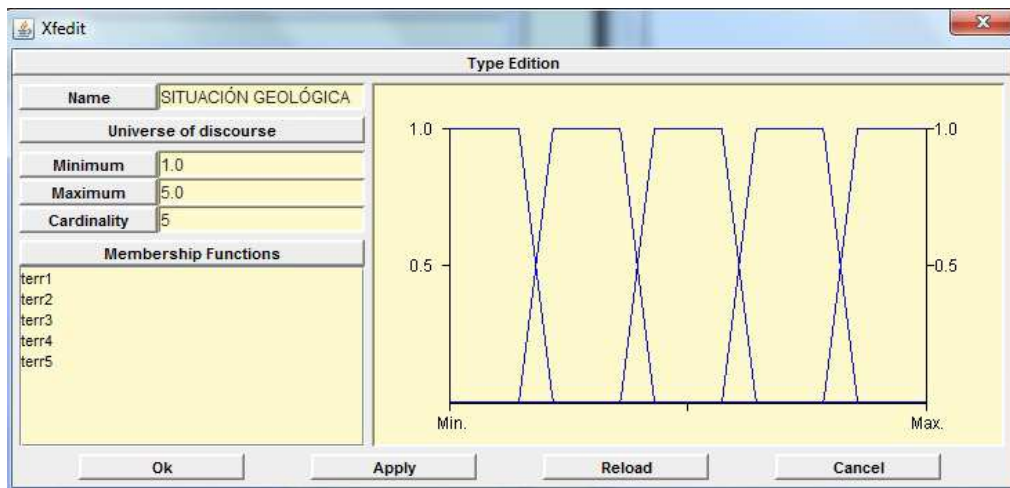 Xfedit
Type Edition
Name SITUACIÓN GEOLÓGICA
Universe of discourse
Minimum 1.0
Maximum 5.0
Cardinality 5
Membership Functions
terr1
terr2
terr3
terr4
terr5
1.0 1.0
0.5 0.5
Min. Max.
Ok Apply Reload Cancel